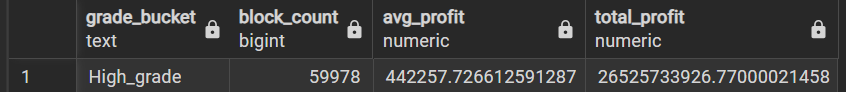 grade_bucket block_count avg_profit total_profit
text bigint numeric numeric
1 High_grade 59978 442257.726612591287 26525733926.77000021458